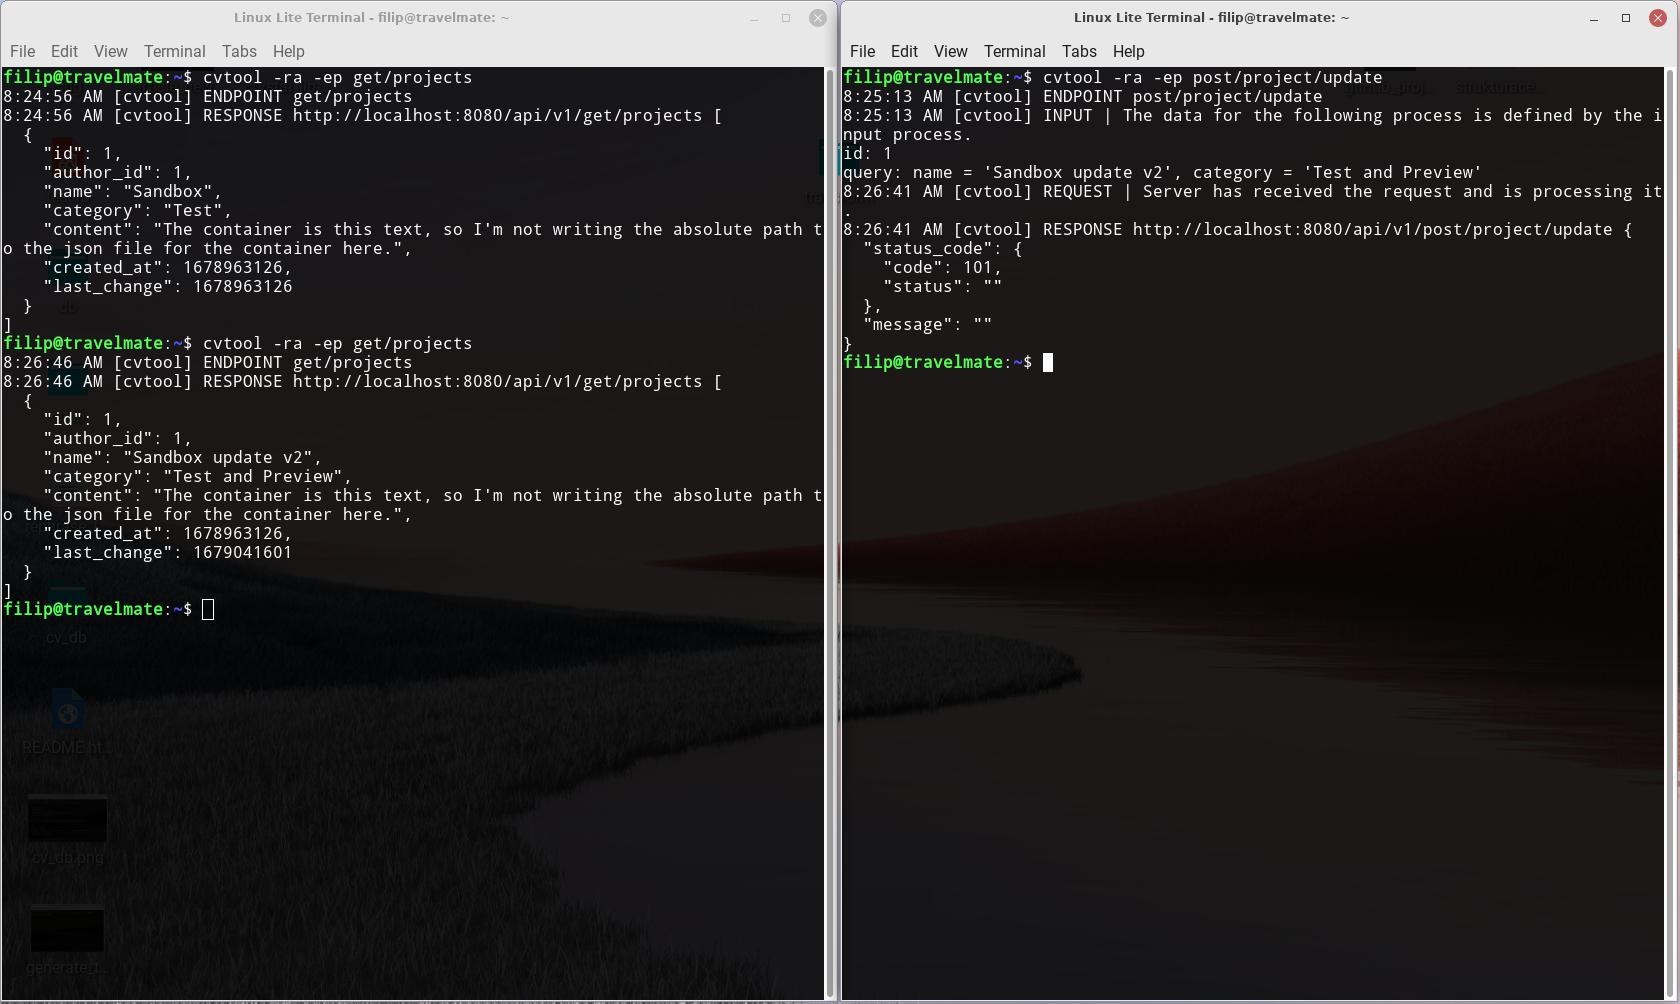 Linux Lite Terminal - filip@travelmate: ~
File Edit View Terminal Tabs Help
filip@travelmate:~$ cvtool -ra -ep get/projects
8:24:56 AM [cvtool] ENDPOINT get/projects
8:24:56 AM [cvtool] RESPONSE http://localhost:8080/api/v1/get/projects [
  {
    "id": 1,
    "author_id": 1,
    "name": "Sandbox",
    "category": "Test",
    "content": "The container is this text, so I'm not writing the absolute path t
o the json file for the container here.",
    "created_at": 1678963126,
    "last_change": 1678963126
  }
]
filip@travelmate:~$ cvtool -ra -ep get/projects
8:26:46 AM [cvtool] ENDPOINT get/projects
8:26:46 AM [cvtool] RESPONSE http://localhost:8080/api/v1/get/projects [
  {
    "id": 1,
    "author_id": 1,
    "name": "Sandbox update v2",
    "category": "Test and Preview",
    "content": "The container is this text, so I'm not writing the absolute path t
o the json file for the container here.",
    "created_at": 1678963126,
    "last_change": 1679041601
  }
]
filip@travelmate:~$
db
cv_db
README.ht...
cv_db.png
Linux Lite Terminal - filip@travelmate: ~
File Edit View Terminal Tabs Help
filip@travelmate:~$ cvtool -ra -ep post/project/update
8:25:13 AM [cvtool] ENDPOINT post/project/update
8:25:13 AM [cvtool] INPUT | The data for the following process is defined by the i
nput process.
id: 1
query: name = 'Sandbox update v2', category = 'Test and Preview'
8:26:41 AM [cvtool] REQUEST | Server has received the request and is processing it
.
8:26:41 AM [cvtool] RESPONSE http://localhost:8080/api/v1/post/project/update {
  "status_code": {
    "code": 101,
    "status": ""
  },
  "message": ""
}
filip@travelmate:~$